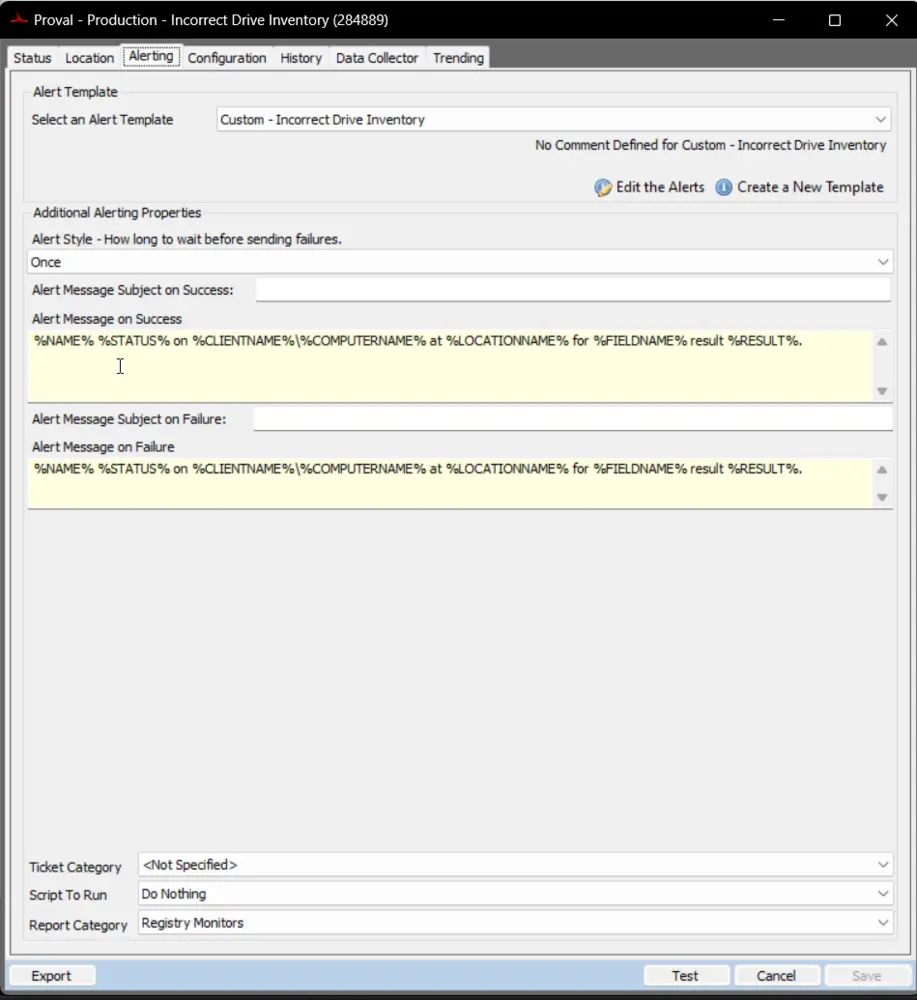 Proval - Production - Incorrect Drive Inventory (284889)
Status Location Alerting Configuration History Data Collector Trending
Alert Template
Select an Alert Template Custom - Incorrect Drive Inventory
No Comment Defined for Custom - Incorrect Drive Inventory
Edit the Alerts Create a New Template
Additional Alerting Properties
Alert Style - How long to wait before sending failures.
Once
Alert Message Subject on Success:
Alert Message on Success
%NAME% %STATUS% on %CLIENTNAME%\%COMPUTERNAME% at %LOCATIONNAME% for %FIELDNAME% result %RESULT%.
Alert Message Subject on Failure:
Alert Message on Failure
%NAME% %STATUS% on %CLIENTNAME%\%COMPUTERNAME% at %LOCATIONNAME% for %FIELDNAME% result %RESULT%.
Ticket Category <Not Specified>
Script To Run Do Nothing
Report Category Registry Monitors
Export Test Cancel Save